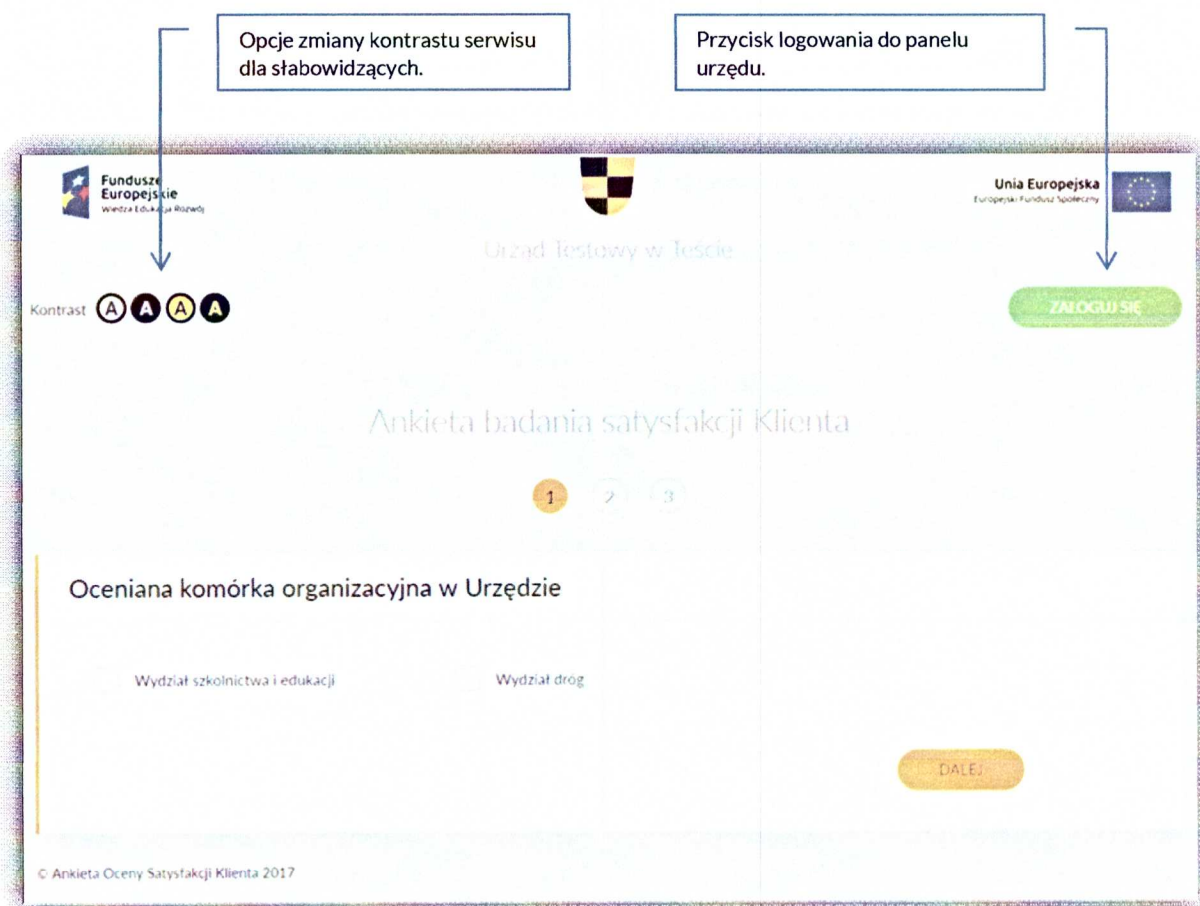 Opcje zmiany kontrastu serwisu
dla słabowidzących.
Przycisk logowania do panelu
urzędu.
Fundusze
Europejskie
Wiedza Edukacja Rozwój
Unia Europejska
Europejski Fundusz Społeczny
Urząd Testowy w Teście
Kontrast A A A A
ZALOGUJ SIĘ
Ankieta badania satysfakcji Klienta
1 2 3
Oceniana komórka organizacyjna w Urzędzie
Wydział szkolnictwa i edukacji
Wydział dróg
DALEJ
© Ankieta Oceny Satysfakcji Klienta 2017